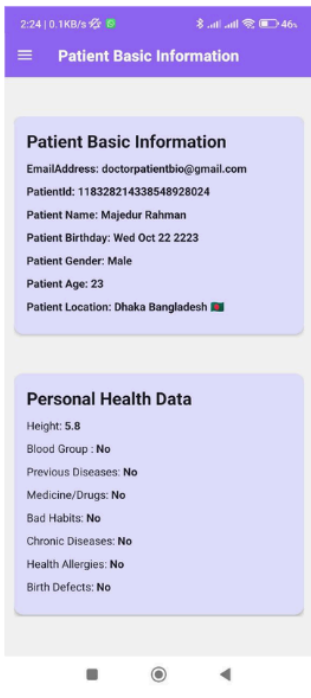 2:24 | 0.1KB/s
46%
Patient Basic Information
Patient Basic Information
EmailAddress: doctorpatientbio@gmail.com
PatientId: 118328214338548928024
Patient Name: Majedur Rahman
Patient Birthday: Wed Oct 22 2223
Patient Gender: Male
Patient Age: 23
Patient Location: Dhaka Bangladesh 🇧🇩
Personal Health Data
Height: 5.8
Blood Group : No
Previous Diseases: No
Medicine/Drugs: No
Bad Habits: No
Chronic Diseases: No
Health Allergies: No
Birth Defects: No